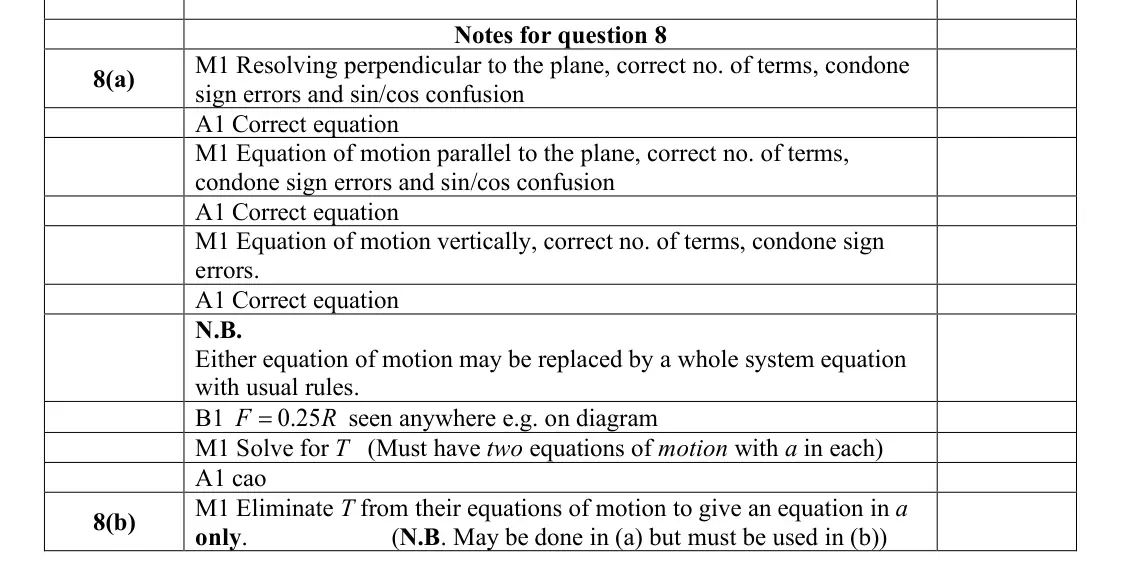 Notes for question 8
8(a)
M1 Resolving perpendicular to the plane, correct no. of terms, condone
sign errors and sin/cos confusion
A1 Correct equation
M1 Equation of motion parallel to the plane, correct no. of terms,
condone sign errors and sin/cos confusion
A1 Correct equation
M1 Equation of motion vertically, correct no. of terms, condone sign
errors.
A1 Correct equation
N.B.
Either equation of motion may be replaced by a whole system equation
with usual rules.
B1 F = 0.25R seen anywhere e.g. on diagram
M1 Solve for T (Must have two equations of motion with a in each)
A1 cao
8(b)
M1 Eliminate T from their equations of motion to give an equation in a
only. (N.B. May be done in (a) but must be used in (b))